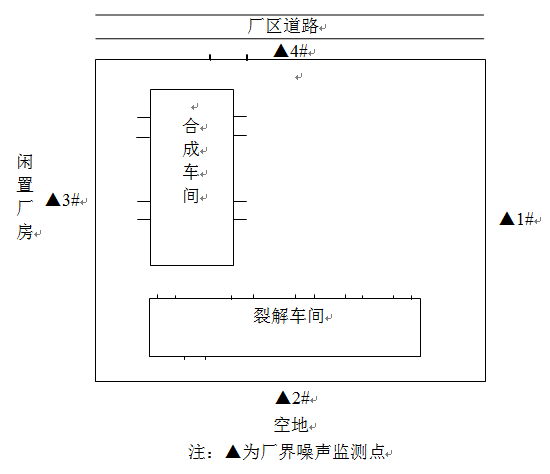 厂区道路
▲4#
合
成
车
间
闲
置
厂
房
▲3#
▲1#
裂解车间
▲2#
空地
注：▲为厂界噪声监测点